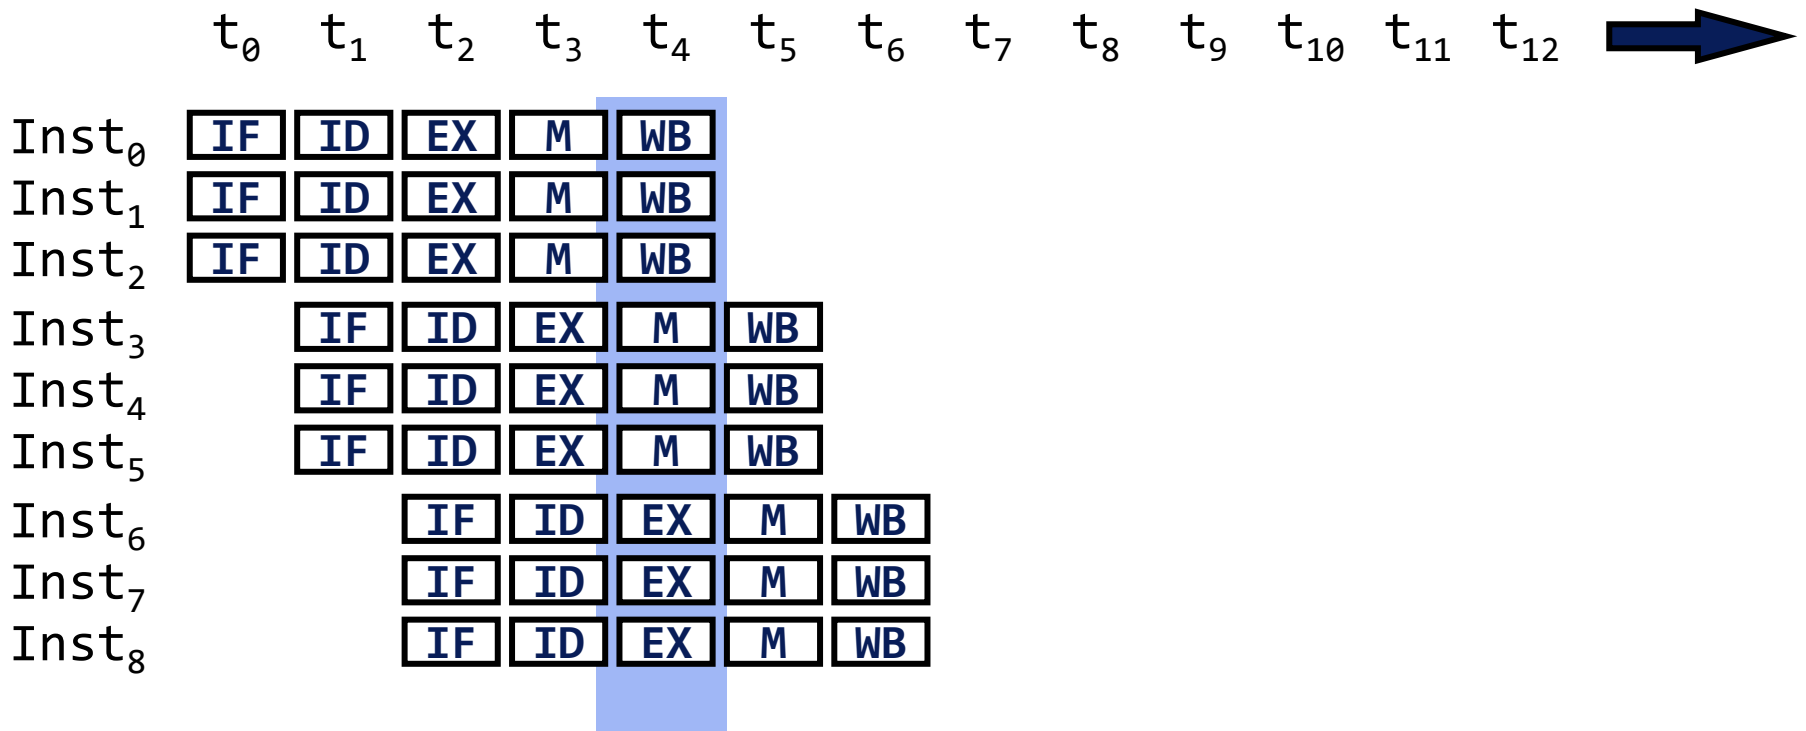 t0 t1 t2 t3 t4 t5 t6 t7 t8 t9 t10 t11 t12
Inst0 IF ID EX M WB
Inst1 IF ID EX M WB
Inst2 IF ID EX M WB
Inst3 IF ID EX M WB
Inst4 IF ID EX M WB
Inst5 IF ID EX M WB
Inst6 IF ID EX M WB
Inst7 IF ID EX M WB
Inst8 IF ID EX M WB